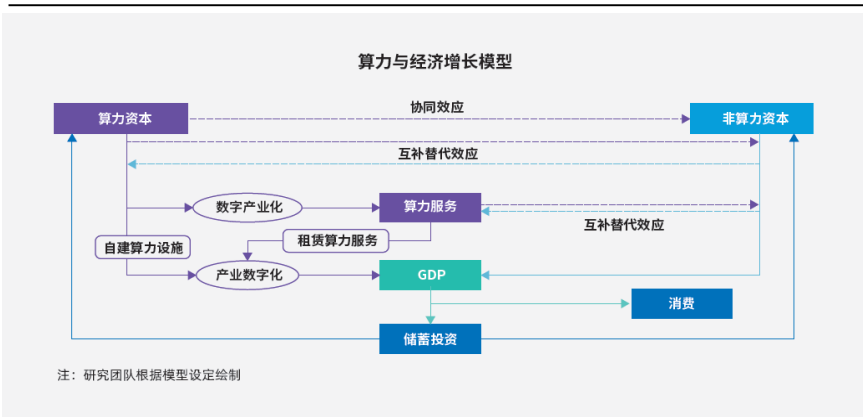 算力与经济增长模型
协同效应
算力资本
非算力资本
互补替代效应
数字产业化
算力服务
互补替代效应
租赁算力服务
自建算力设施
产业数字化
GDP
消费
储蓄投资
注：研究团队根据模型设定绘制